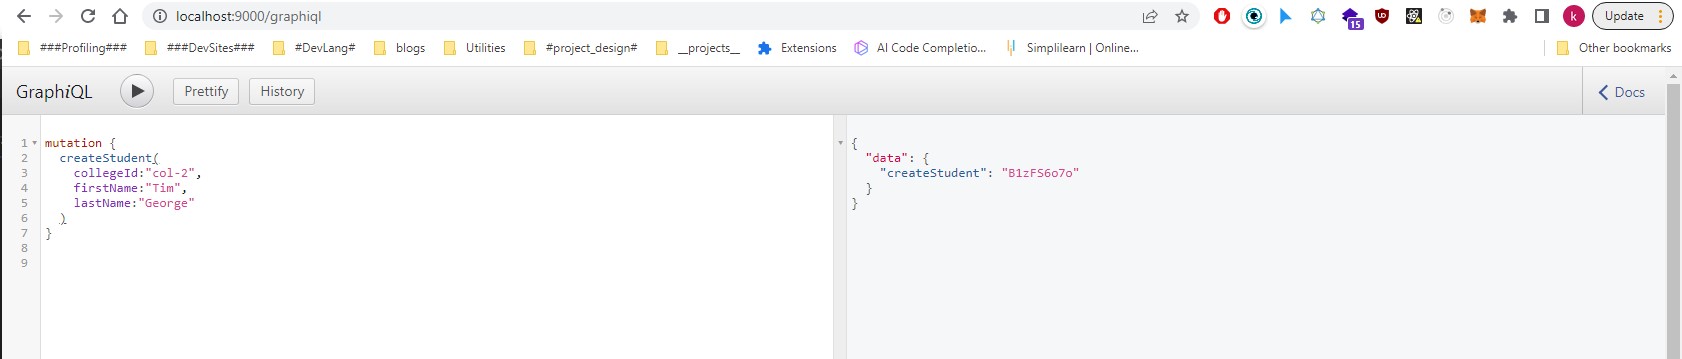 localhost:9000/graphiql
15
UD
k
Update
###Profiling### ###DevSites### #DevLang# blogs Utilities #project_design# __projects__ Extensions AI Code Completio... Simplilearn | Online... Other bookmarks
GraphiQL Prettify History Docs
1 mutation {
2 createStudent(
3 collegeId:"col-2",
4 firstName:"Tim",
5 lastName:"George"
6 )
7 }
8
9
{
"data": {
"createStudent": "B1zFS6o7o"
}
}